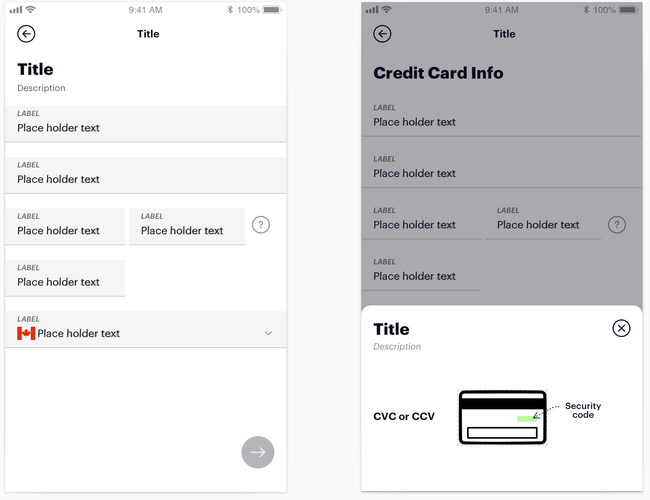 9:41 AM 100%
Title
Title
Description
LABEL
Place holder text
LABEL
Place holder text
LABEL LABEL
Place holder text Place holder text ?
LABEL
Place holder text
LABEL
Place holder text
9:41 AM 100%
Title
Credit Card Info
LABEL
Place holder text
LABEL
Place holder text
LABEL LABEL
Place holder text Place holder text ?
LABEL
Place holder text
Title
Description
CVC or CCV
Security
code